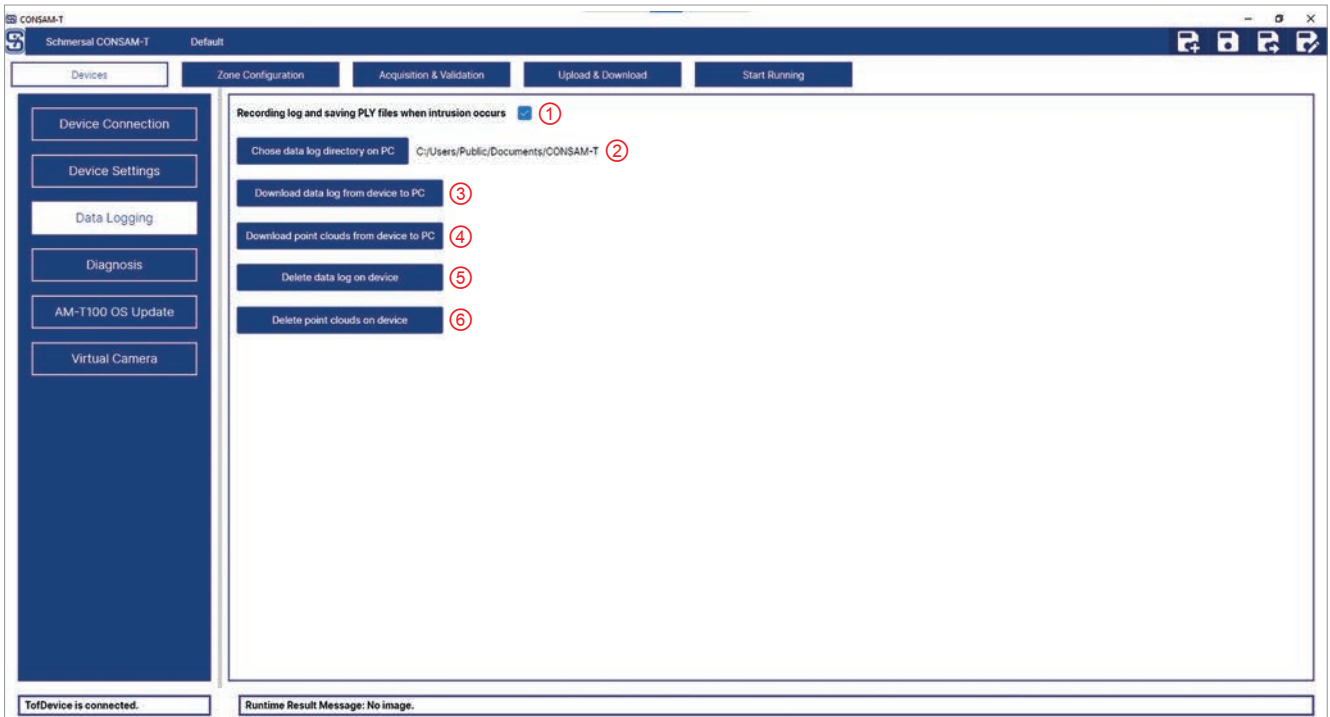 CONSAM-T
Schmersal CONSAM-T Default
Devices Zone Configuration Acquisition & Validation Upload & Download Start Running
Device Connection
Device Settings
Data Logging
Diagnosis
AM-T100 OS Update
Virtual Camera
Recording log and saving PLY files when intrusion occurs ①
Chose data log directory on PC C:/Users/Public/Documents/CONSAM-T ②
Download data log from device to PC ③
Download point clouds from device to PC ④
Delete data log on device ⑤
Delete point clouds on device ⑥
TofDevice is connected. Runtime Result Message: No image.